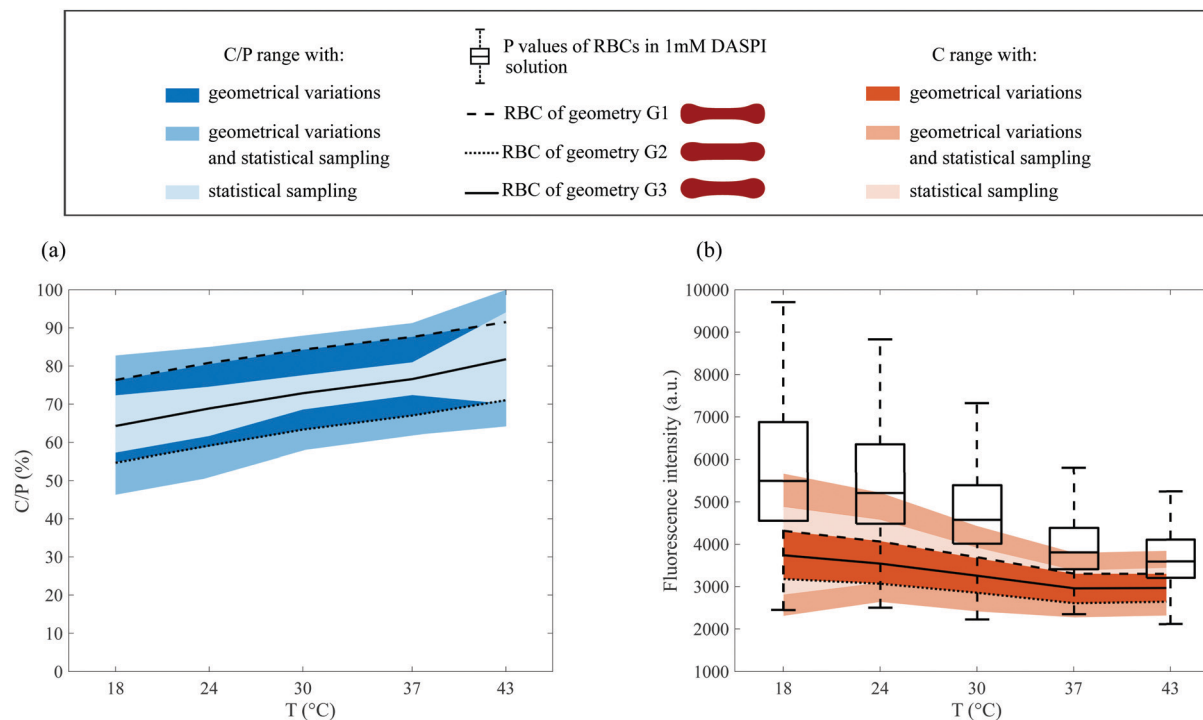 C/P range with:
geometrical variations
geometrical variations
and statistical sampling
statistical sampling
P values of RBCs in 1mM DASPI
solution
RBC of geometry G1
RBC of geometry G2
RBC of geometry G3
C range with:
geometrical variations
geometrical variations
and statistical sampling
statistical sampling
(a)
C/P (%)
100
90
80
70
60
50
40
30
20
10
0
18 24 30 37 43
T (°C)
(b)
Fluorescence intensity (a.u.)
10000
9000
8000
7000
6000
5000
4000
3000
2000
1000
18 24 30 37 43
T (°C)